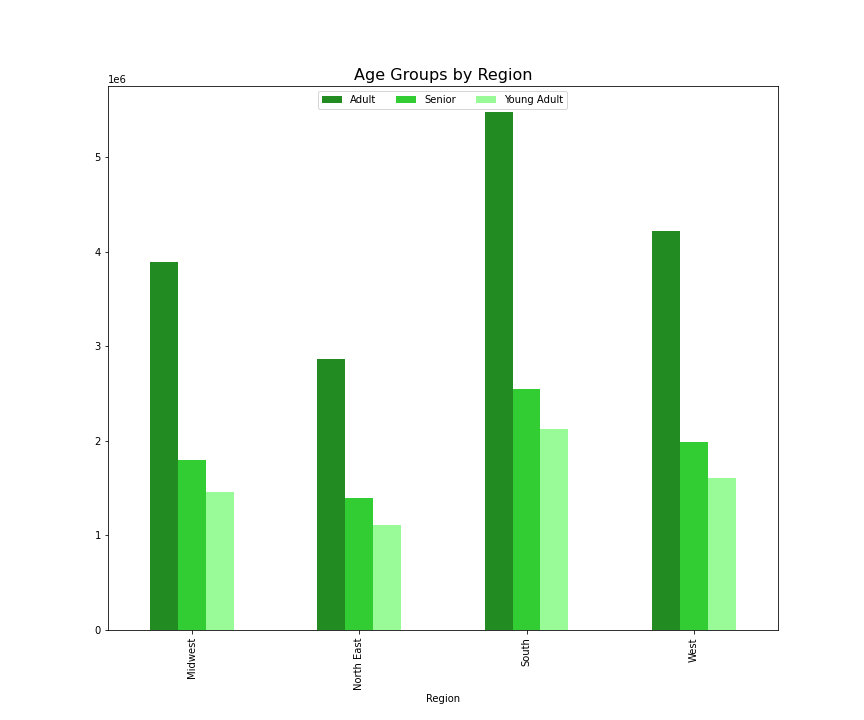 Age Groups by Region
1e6
Adult Senior Young Adult
5
4
3
2
1
0
Midwest
North East
South
West
Region